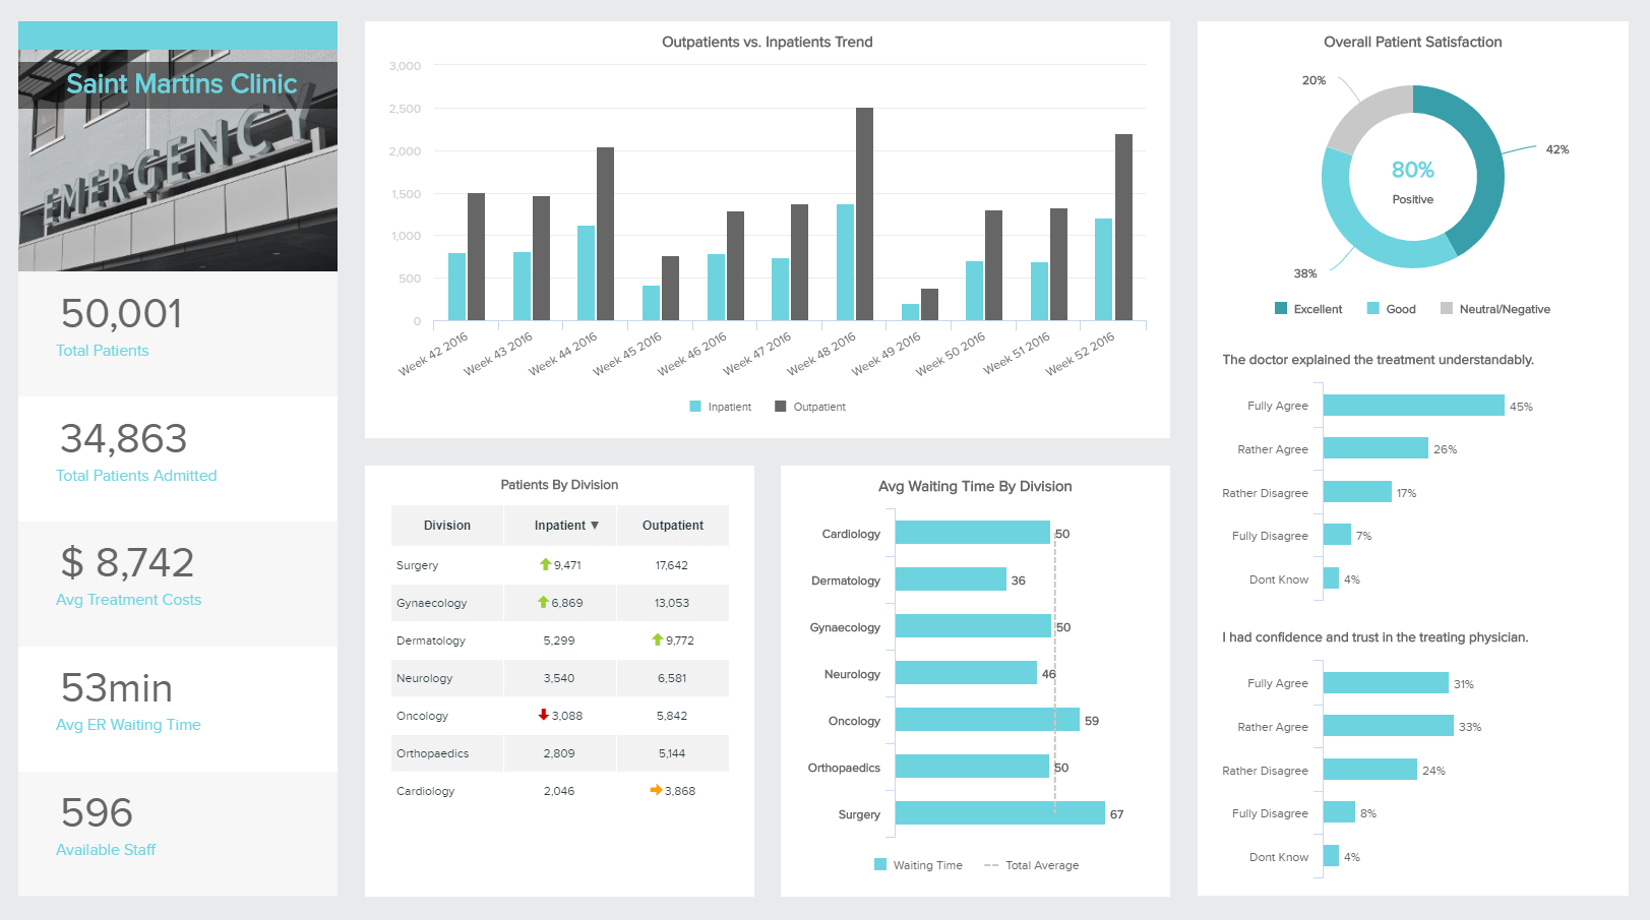 Saint Martins Clinic
EMERGENCY
50,001
Total Patients
34,863
Total Patients Admitted
$ 8,742
Avg Treatment Costs
53min
Avg ER Waiting Time
596
Available Staff
Outpatients vs. Inpatients Trend
3,000
2,500
2,000
1,500
1,000
500
0
Week 42 2016
Week 43 2016
Week 44 2016
Week 45 2016
Week 46 2016
Week 47 2016
Week 48 2016
Week 49 2016
Week 50 2016
Week 51 2016
Week 52 2016
Inpatient Outpatient
Patients By Division
Division Inpatient ▼ Outpatient
Surgery 9,471 17,642
Gynaecology 6,869 13,053
Dermatology 5,299 9,772
Neurology 3,540 6,581
Oncology 3,088 5,842
Orthopaedics 2,809 5,144
Cardiology 2,046 3,868
Avg Waiting Time By Division
Cardiology 50
Dermatology 36
Gynaecology 50
Neurology 46
Oncology 59
Orthopaedics 50
Surgery 67
Waiting Time Total Average
Overall Patient Satisfaction
20%
42%
80%
Positive
38%
Excellent Good Neutral/Negative
The doctor explained the treatment understandably.
Fully Agree 45%
Rather Agree 26%
Rather Disagree 17%
Fully Disagree 7%
Dont Know 4%
I had confidence and trust in the treating physician.
Fully Agree 31%
Rather Agree 33%
Rather Disagree 24%
Fully Disagree 8%
Dont Know 4%